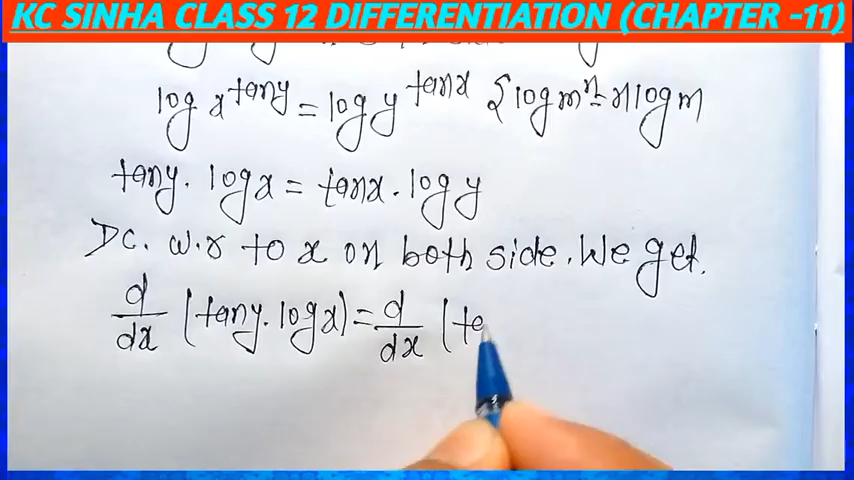 KC SINHA CLASS 12 DIFFERENTIATION (CHAPTER -11)
log x^tany = log y^tanx { log m^n = n log m
tany. logx = tanx. logy
Dc. w.r to x on both side. We get.
d/dx (tany. logx) = d/dx (ta